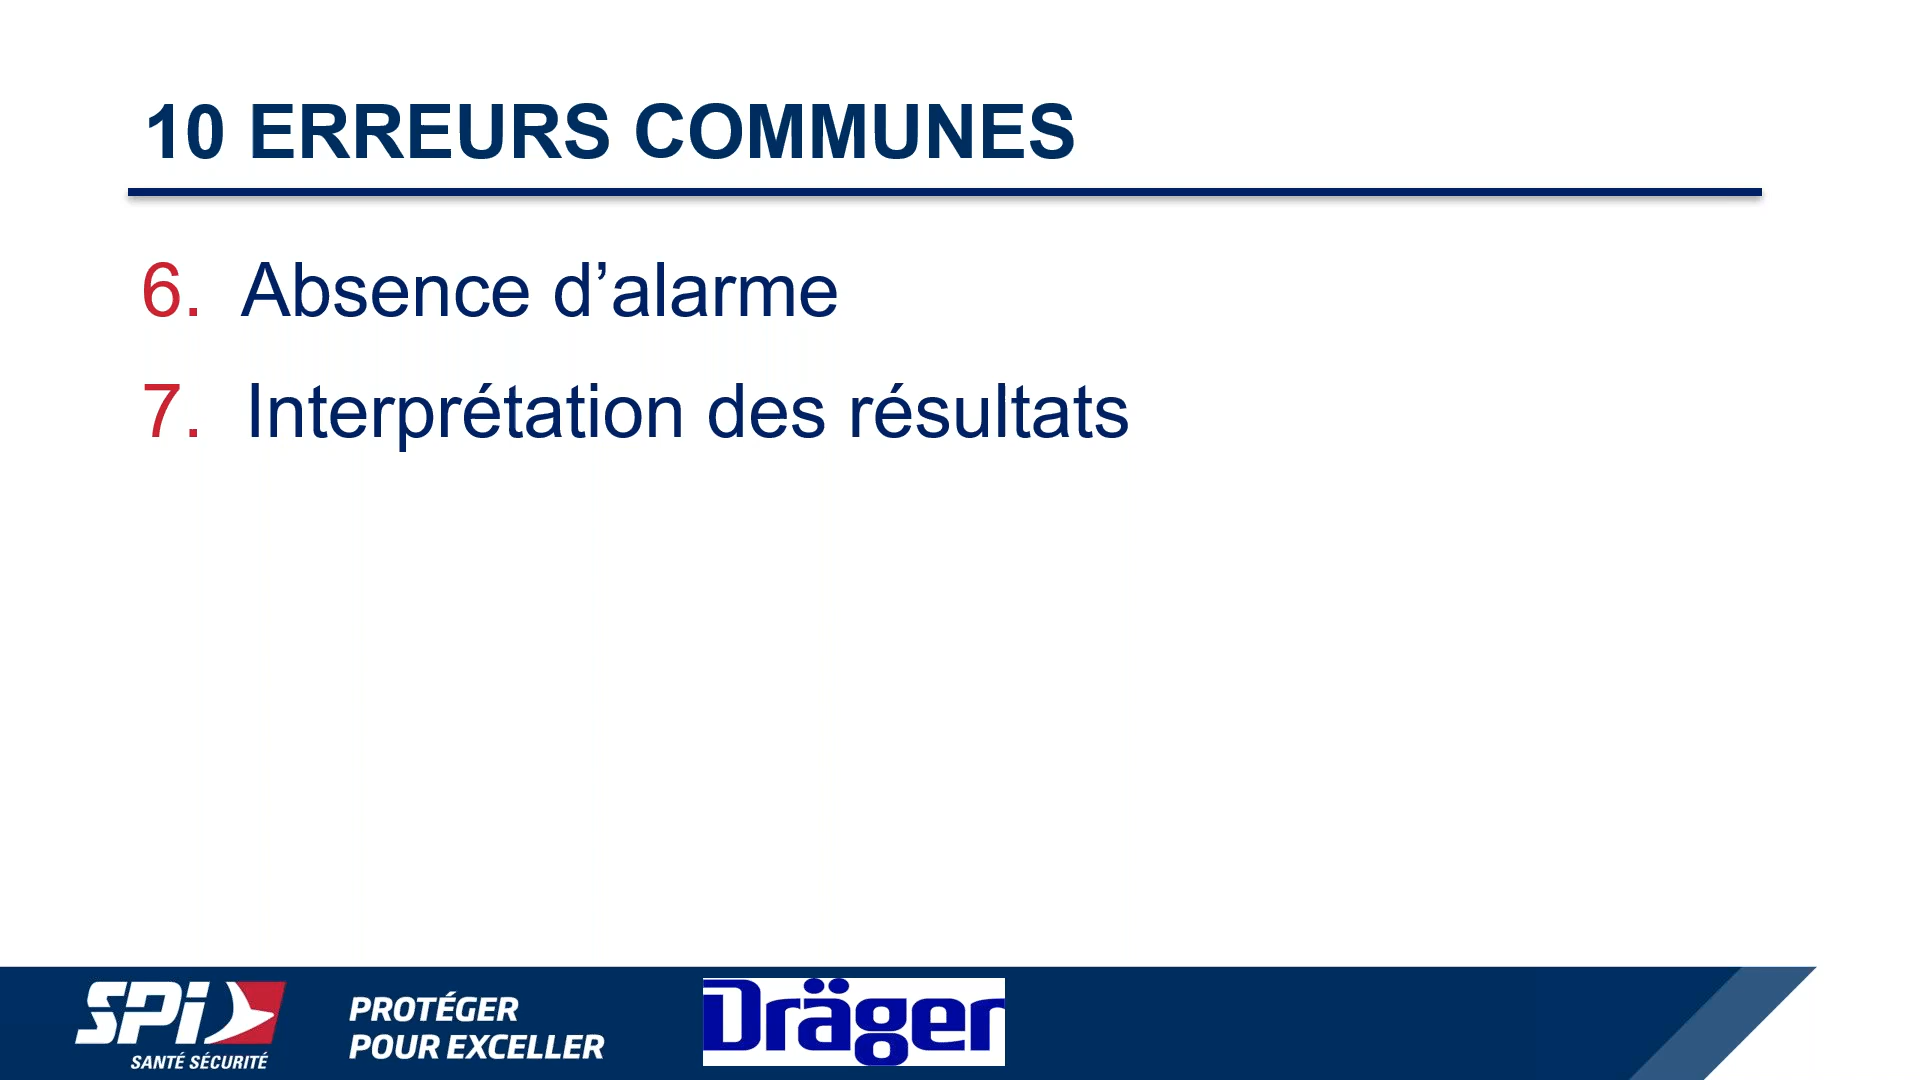 10 ERREURS COMMUNES
6. Absence d’alarme
7. Interprétation des résultats
SPI
SANTÉ SÉCURITÉ
PROTÉGER
POUR EXCELLER
Dräger